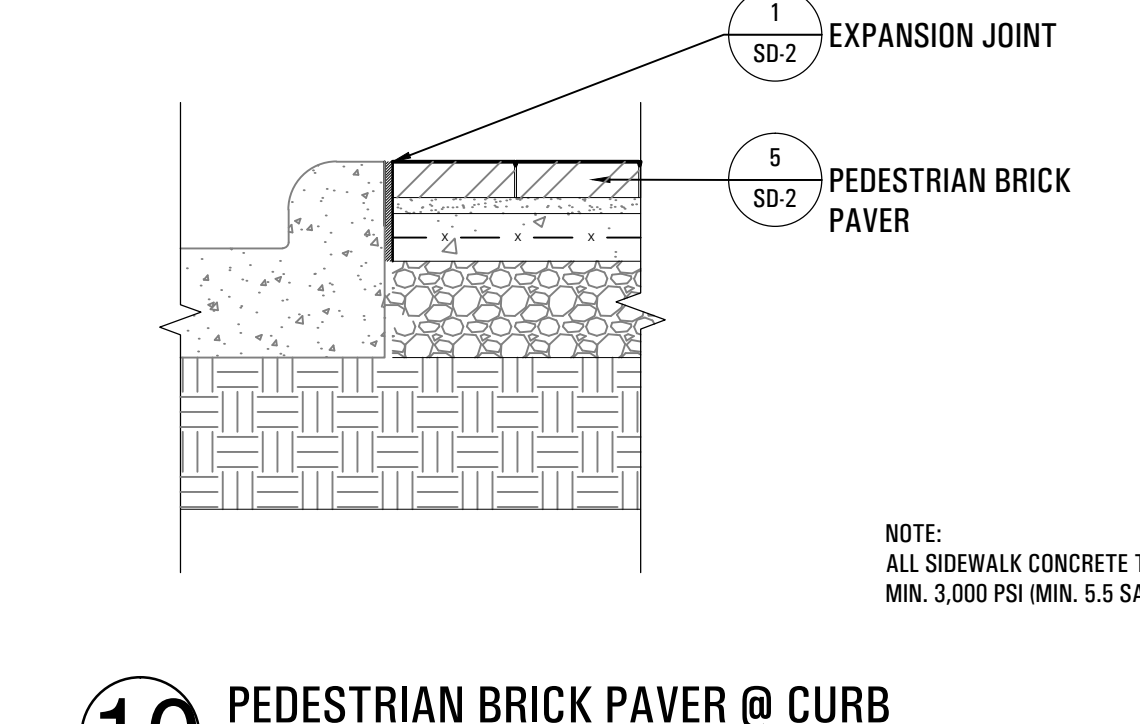 1
SD-2
EXPANSION JOINT
5
SD-2
PEDESTRIAN BRICK
PAVER
x x x
NOTE:
ALL SIDEWALK CONCRETE
MIN. 3,000 PSI (MIN. 5.5
PEDESTRIAN BRICK PAVER @ CURB